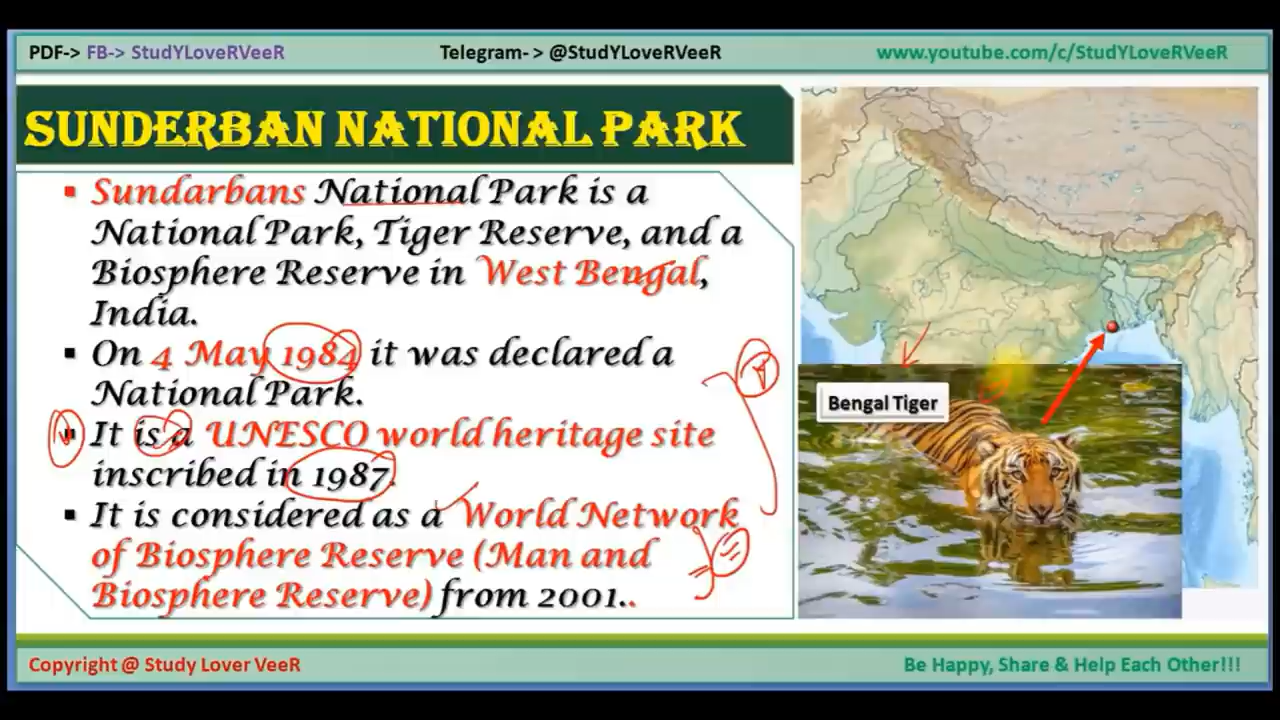 PDF-> FB-> StudYLoveRVeeR
Telegram- > @StudYLoveRVeeR
www.youtube.com/c/StudYLoveRVeeR
SUNDERBAN NATIONAL PARK
▪ Sundarbans National Park is a
National Park, Tiger Reserve, and a
Biosphere Reserve in West Bengal,
India.
▪ On 4 May 1984 it was declared a
National Park.
▪ It is a UNESCO world heritage site
inscribed in 1987.
▪ It is considered as a World Network
of Biosphere Reserve (Man and
Biosphere Reserve) from 2001..
Bengal Tiger
Copyright @ Study Lover VeeR
Be Happy, Share & Help Each Other!!!